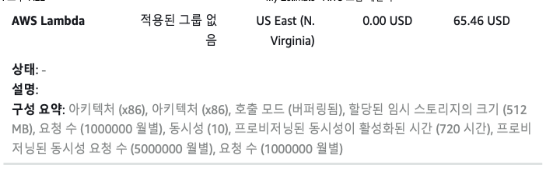 AWS Lambda 적용된 그룹 없음 US East (N. Virginia) 0.00 USD 65.46 USD
상태: -
설명:
구성 요약: 아키텍처 (x86), 아키텍처 (x86), 호출 모드 (버퍼링됨), 할당된 임시 스토리지의 크기 (512
MB), 요청 수 (1000000 월별), 동시성 (10), 프로비저닝된 동시성이 활성화된 시간 (720 시간), 프로비
저닝된 동시성 요청 수 (5000000 월별), 요청 수 (1000000 월별)